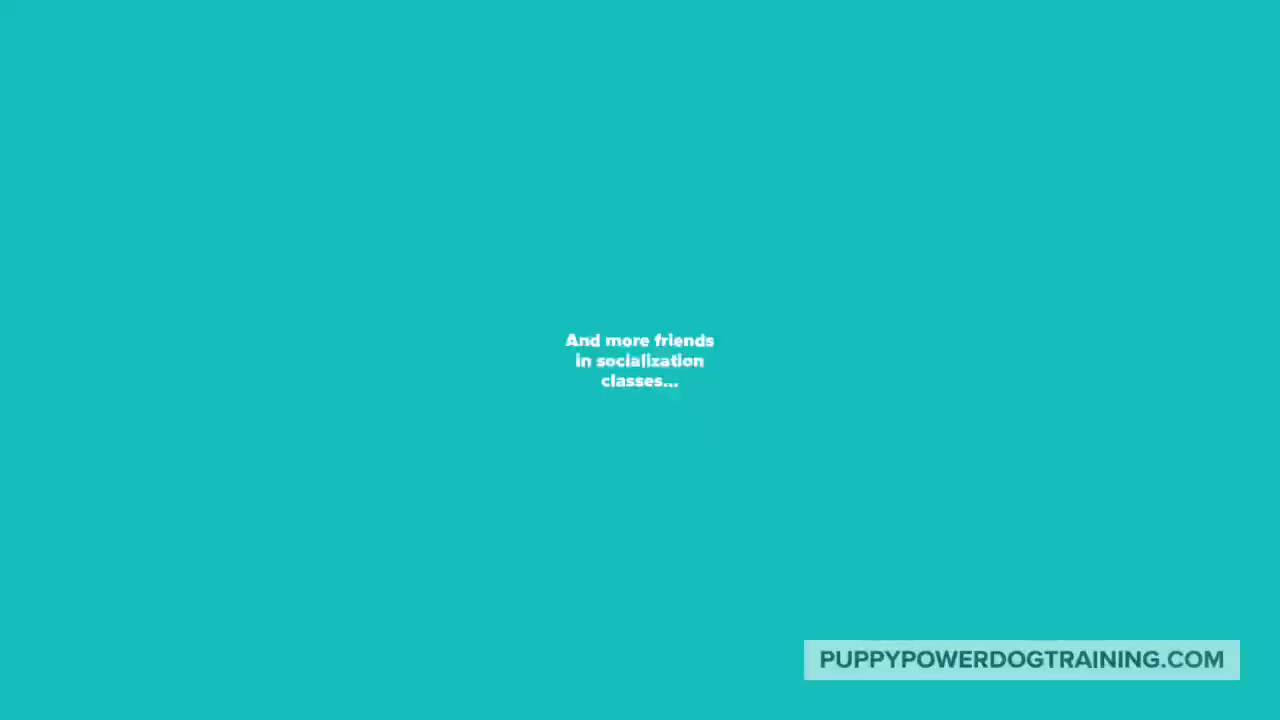 And more friends
in socialization
classes...
PUPPYPOWERDOGTRAINING.COM